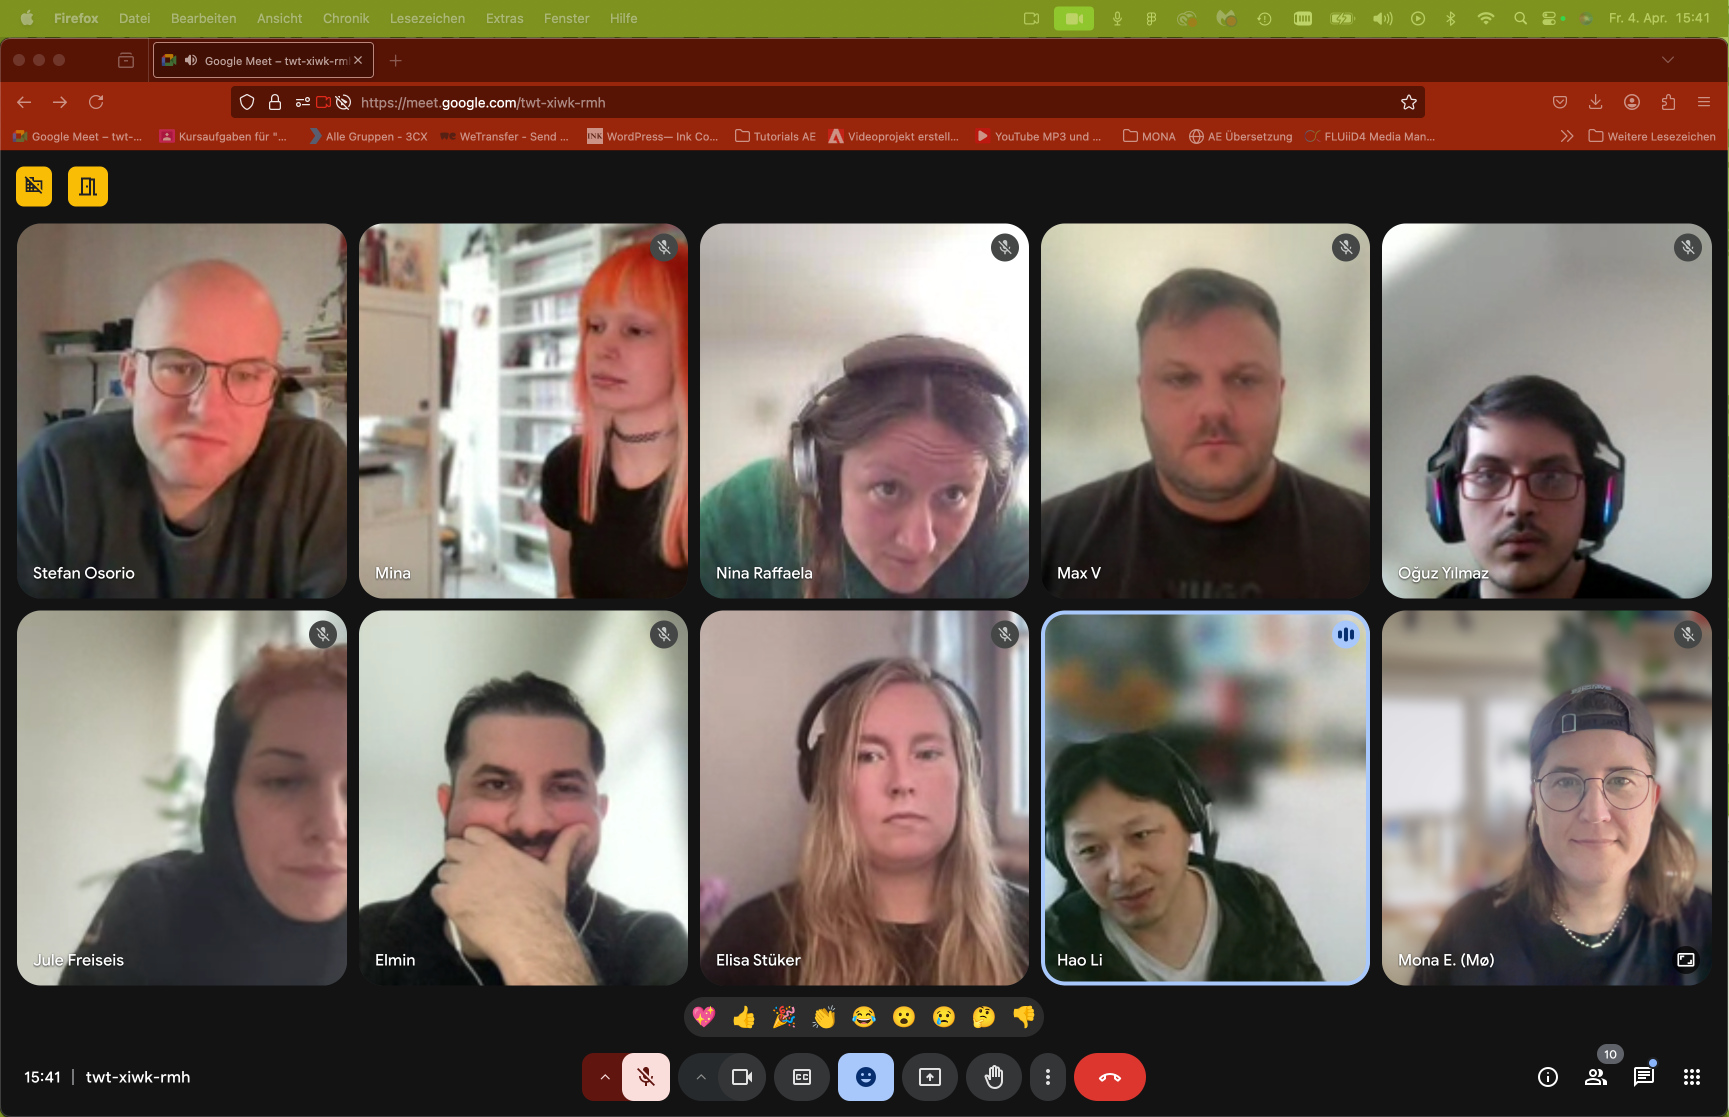 Firefox Datei Bearbeiten Ansicht Chronik Lesezeichen Extras Fenster Hilfe Fr. 4. Apr. 15:41
Google Meet – twt-xiwk-rm
https://meet.google.com/twt-xiwk-rmh
Google Meet – twt-... Kursaufgaben für "... Alle Gruppen - 3CX WeTransfer - Send ... INK WordPress— Ink Co... Tutorials AE Videoprojekt erstell... YouTube MP3 und ... MONA AE Übersetzung FLUiiD4 Media Man... Weitere Lesezeichen
Stefan Osorio
Mina
Nina Raffaela
Max V
Oğuz Yılmaz
Jule Freiseis
Elmin
Elisa Stüker
Hao Li
Mona E. (Mø)
15:41 | twt-xiwk-rmh
CC
10